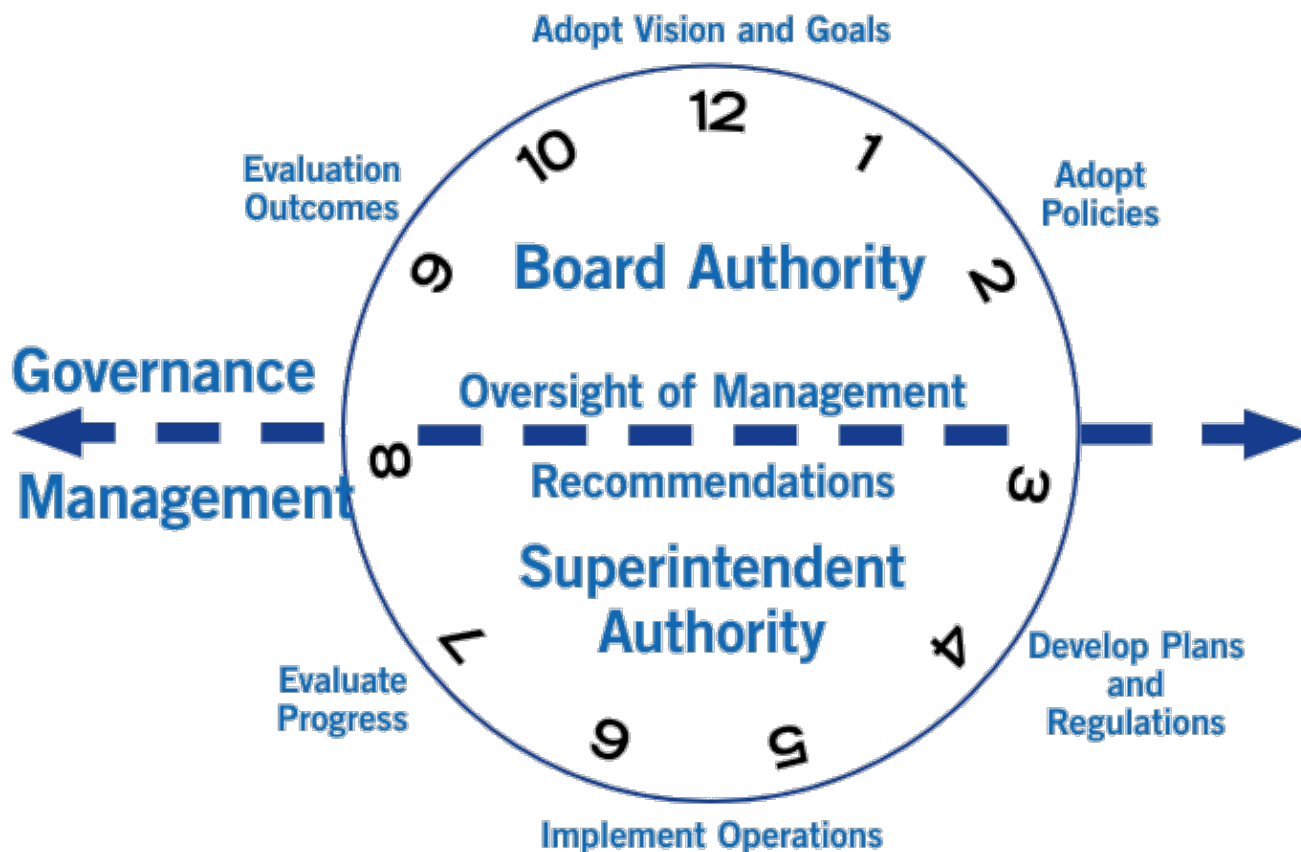 Adopt Vision and Goals
12
10
1
Evaluation
Outcomes
Adopt
Policies
9
Board Authority
2
Governance
Oversight of Management
8
Management
Recommendations
3
Superintendent
Authority
7
4
Evaluate
Progress
Develop Plans
and
Regulations
6
5
Implement Operations